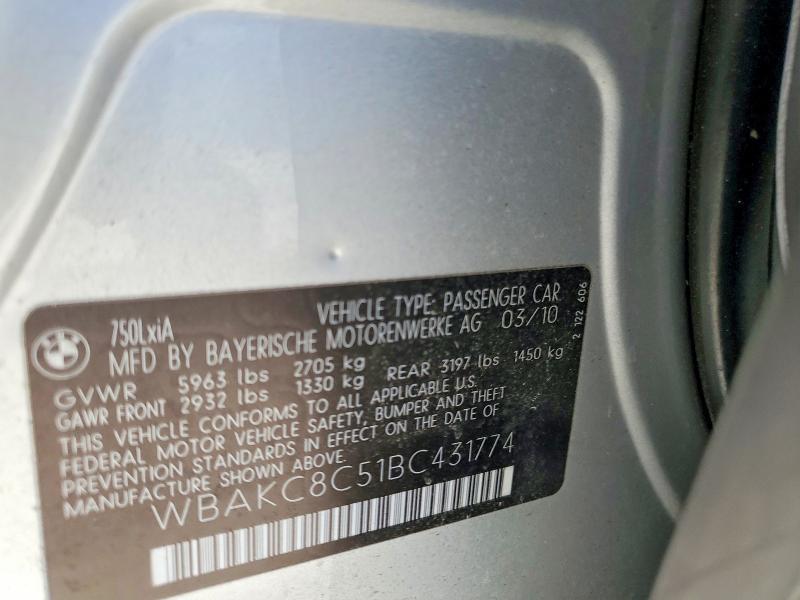 750LxiA VEHICLE TYPE: PASSENGER CAR
MFD BY BAYERISCHE MOTORENWERKE AG 03/10
GVWR 5963 lbs 2705 kg
GAWR FRONT 2932 lbs 1330 kg REAR 3197 lbs 1450 kg
THIS VEHICLE CONFORMS TO ALL APPLICABLE U.S.
FEDERAL MOTOR VEHICLE SAFETY, BUMPER AND THEFT
PREVENTION STANDARDS IN EFFECT ON THE DATE OF
MANUFACTURE SHOWN ABOVE.
WBAKC8C51BC431774
2 122 606